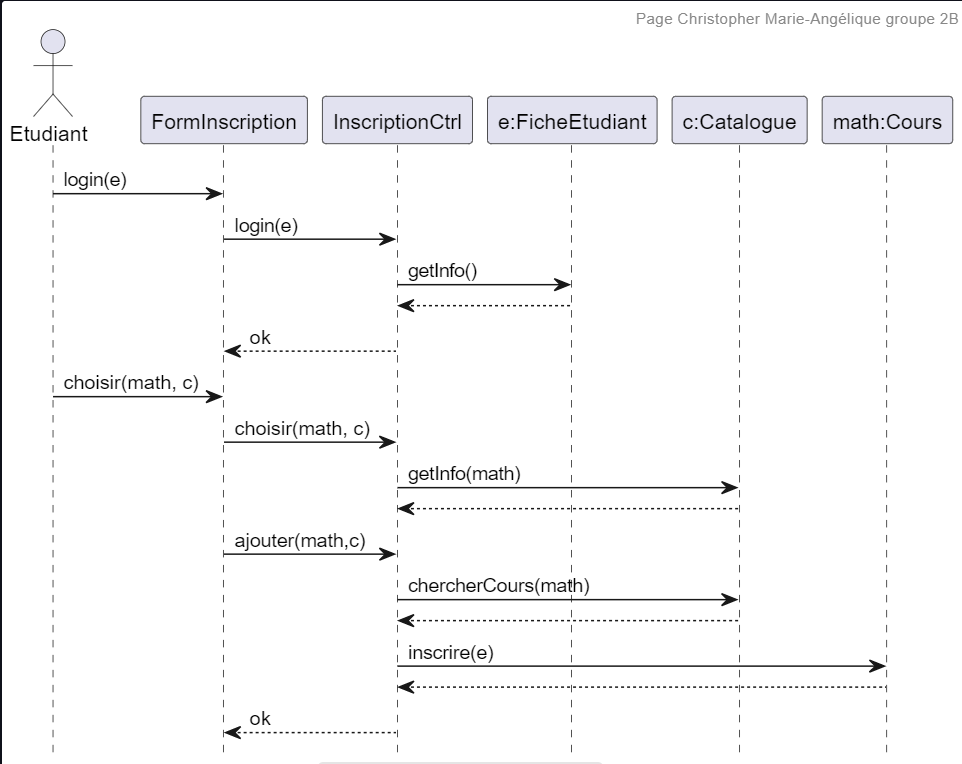 Page Christopher Marie-Angélique groupe 2B
Etudiant
FormInscription
InscriptionCtrl
e:FicheEtudiant
c:Catalogue
math:Cours
login(e)
login(e)
getInfo()
ok
choisir(math, c)
choisir(math, c)
getInfo(math)
ajouter(math,c)
chercherCours(math)
inscrire(e)
ok